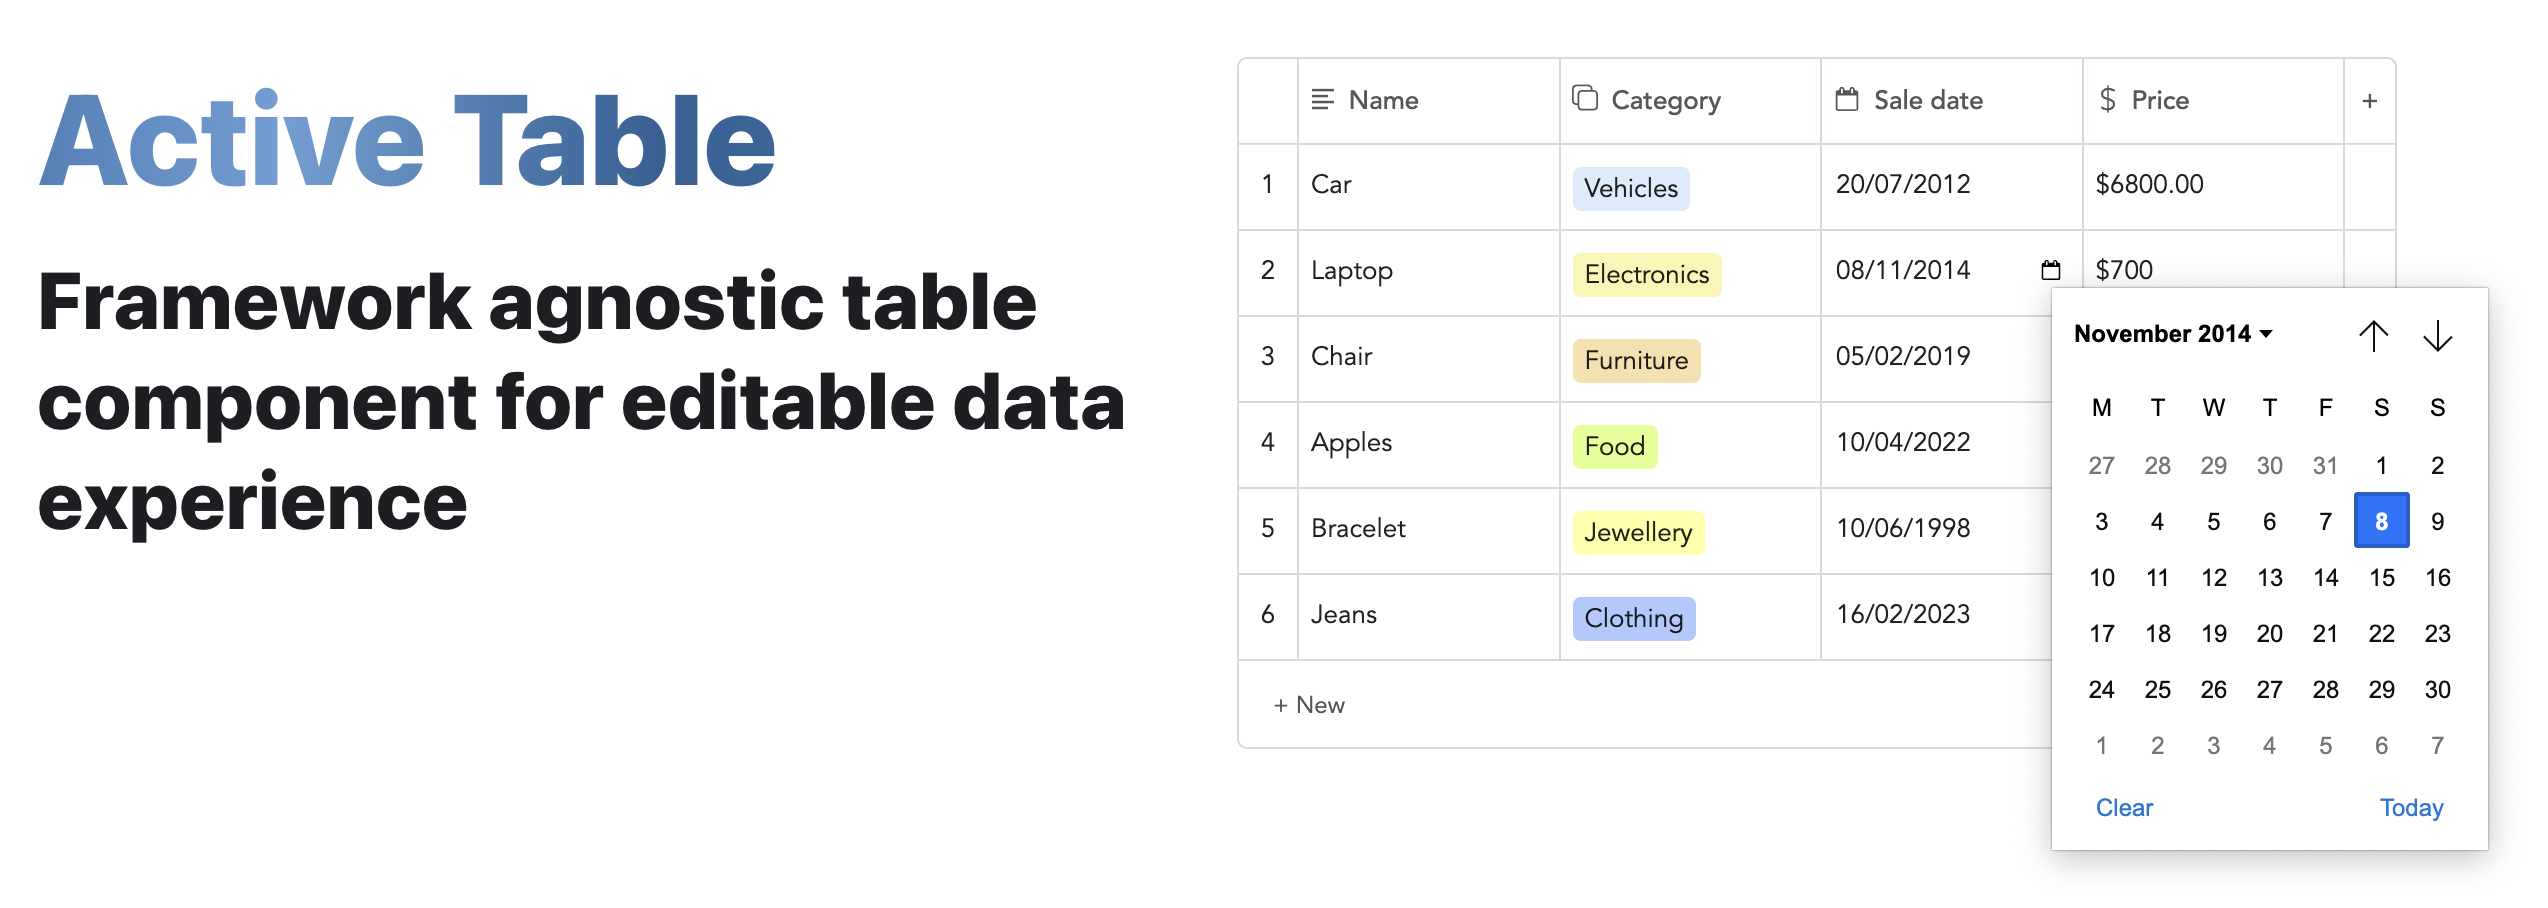 Active Table
Framework agnostic table
component for editable data
experience
Name Category Sale date Price +
1 Car Vehicles 20/07/2012 $6800.00
2 Laptop Electronics 08/11/2014 $700
3 Chair Furniture 05/02/2019
4 Apples Food 10/04/2022
5 Bracelet Jewellery 10/06/1998
6 Jeans Clothing 16/02/2023
+ New
November 2014
M T W T F S S
27 28 29 30 31 1 2
3 4 5 6 7 8 9
10 11 12 13 14 15 16
17 18 19 20 21 22 23
24 25 26 27 28 29 30
1 2 3 4 5 6 7
Clear Today